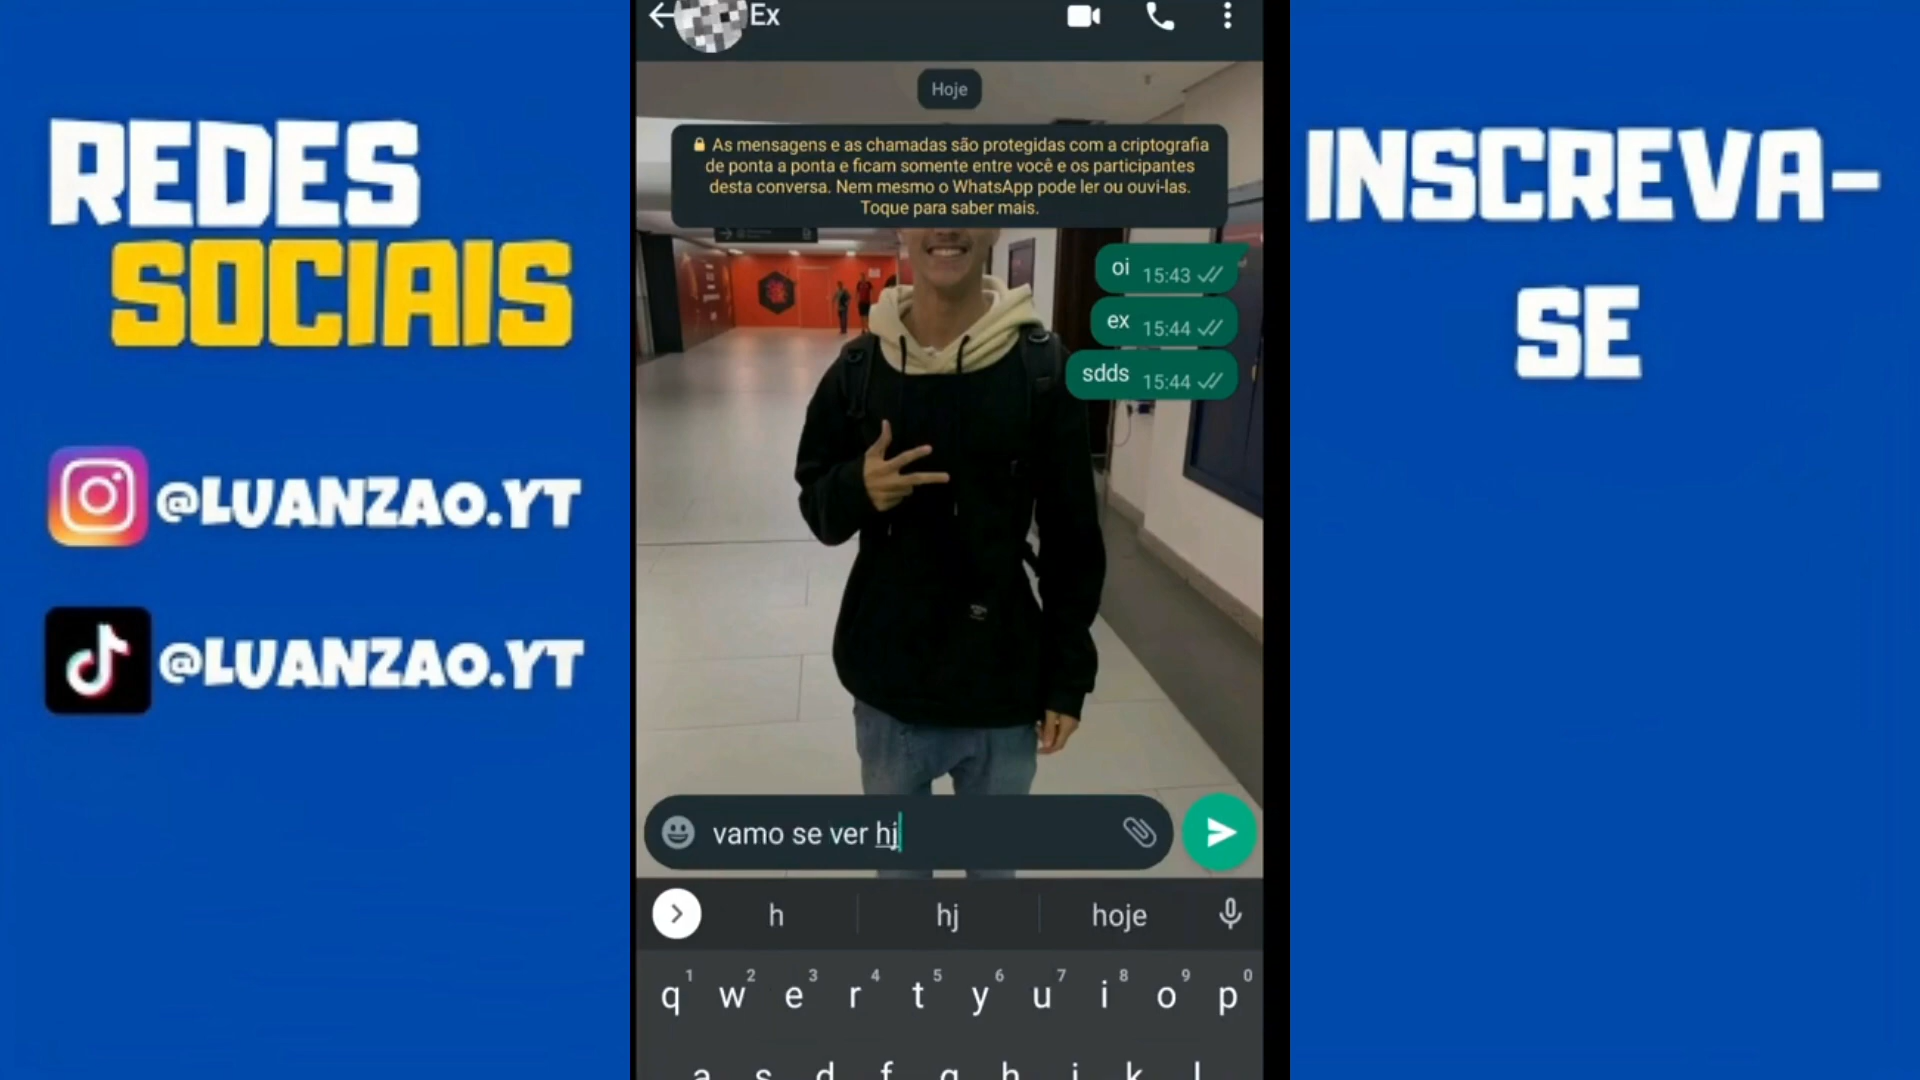 REDES
SOCIAIS
@LUANZAO.YT
@LUANZAO.YT
Ex
Hoje
As mensagens e as chamadas são protegidas com a criptografia
de ponta a ponta e ficam somente entre você e os participantes
desta conversa. Nem mesmo o WhatsApp pode ler ou ouvi-las.
Toque para saber mais.
oi 15:43
ex 15:44
sdds 15:44
vamo se ver hj
h hj hoje
1 2 3 4 5 6 7 8 9 0
q w e r t y u i o p
a s d f g h j k l
INSCREVA-
SE